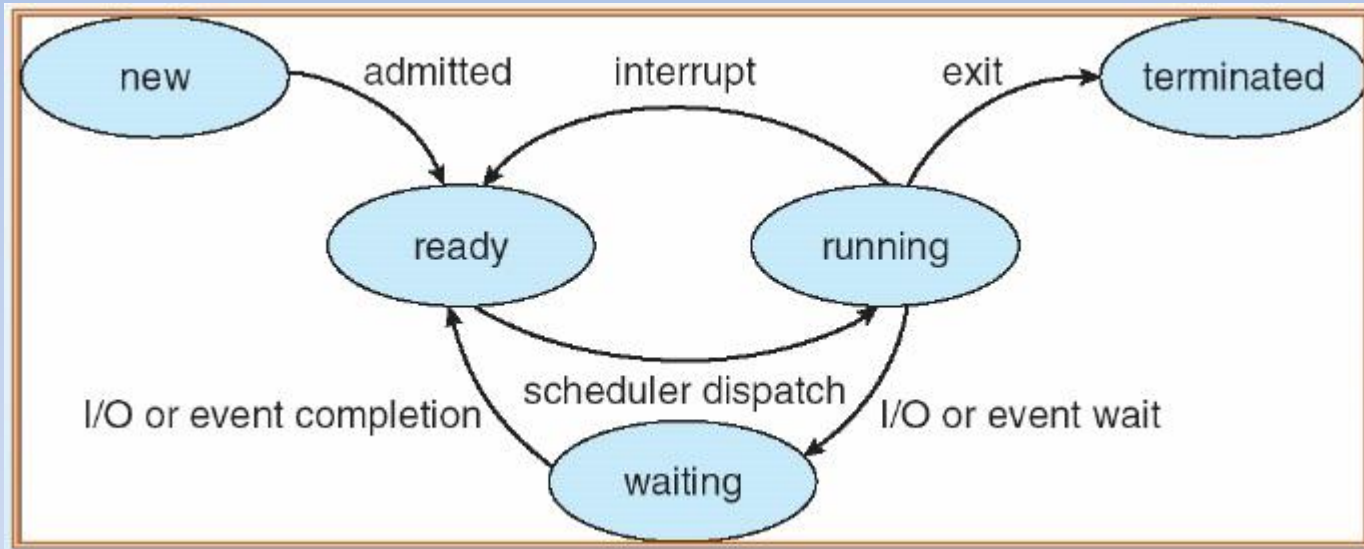 new
admitted
interrupt
exit
terminated
ready
running
scheduler dispatch
I/O or event completion
I/O or event wait
waiting